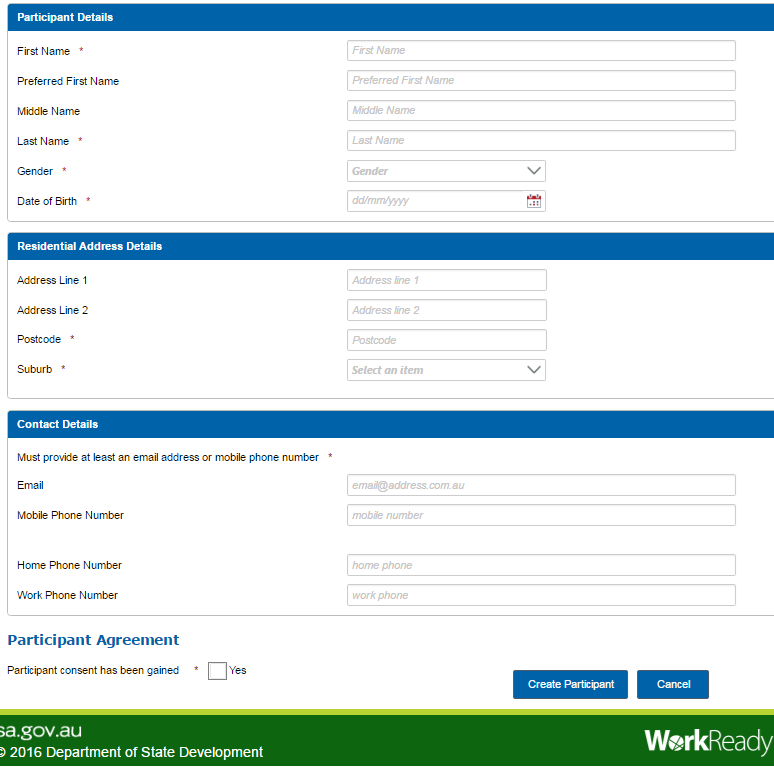 Participant Details
First Name * First Name
Preferred First Name Preferred First Name
Middle Name Middle Name
Last Name * Last Name
Gender * Gender
Date of Birth * dd/mm/yyyy
Residential Address Details
Address Line 1 Address line 1
Address Line 2 Address line 2
Postcode * Postcode
Suburb * Select an item
Contact Details
Must provide at least an email address or mobile phone number *
Email email@address.com.au
Mobile Phone Number mobile number
Home Phone Number home phone
Work Phone Number work phone
Participant Agreement
Participant consent has been gained * Yes
Create Participant Cancel
sa.gov.au
© 2016 Department of State Development
WorkReady